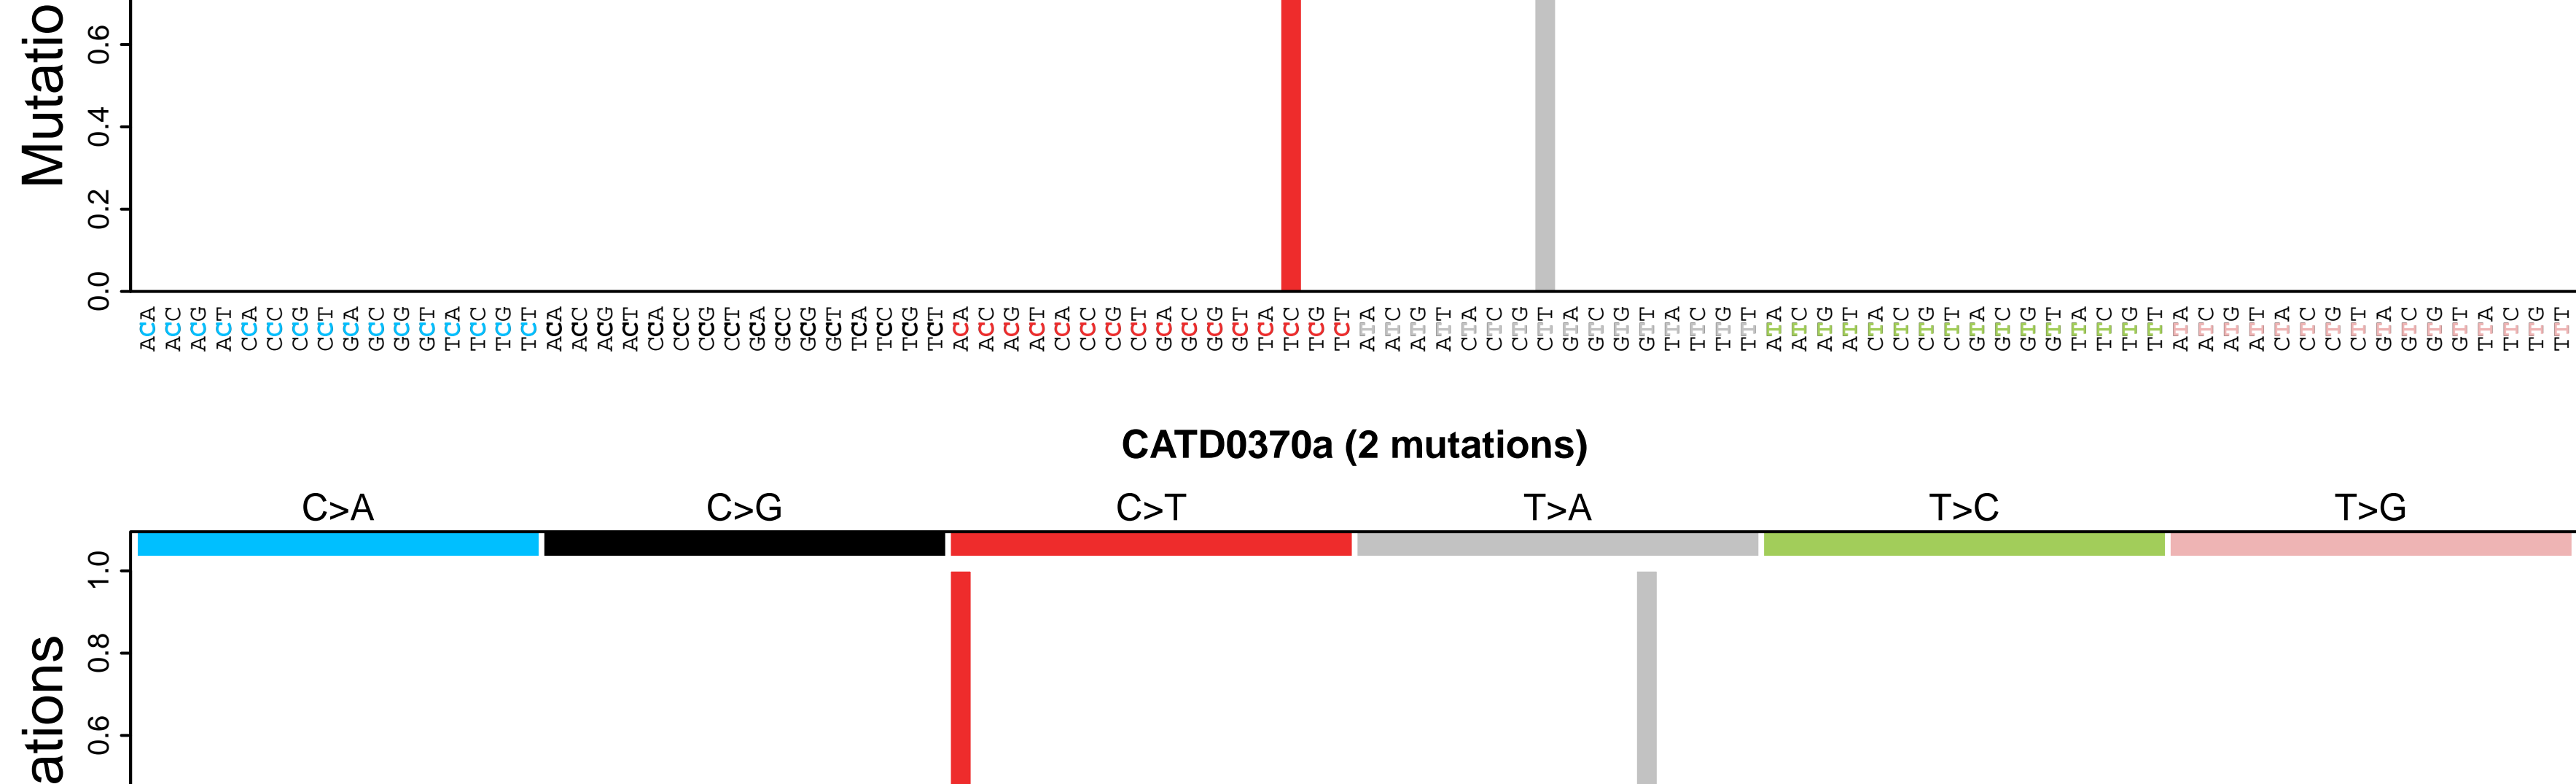 Mutatio
0.6
0.4
0.2
0.0
ACA ACC ACG ACT CCA CCC CCG CCT GCA GCC GCG GCT TCA TCC TCG TCT ACA ACC ACG ACT CCA CCC CCG CCT GCA GCC GCG GCT TCA TCC TCG TCT ACA ACC ACG ACT CCA CCC CCG CCT GCA GCC GCG GCT TCA TCC TCG TCT ATA ATC ATG ATT CTA CTC CTG CTT GTA GTC GTG GTT TTA TTC TTG TTT ATA ATC ATG ATT CTA CTC CTG CTT GTA GTC GTG GTT TTA TTC TTG TTT ATA ATC ATG ATT CTA CTC CTG CTT GTA GTC GTG GTT TTA TTC TTG TTT
CATD0370a (2 mutations)
C>A C>G C>T T>A T>C T>G
ations
1.0
0.8
0.6